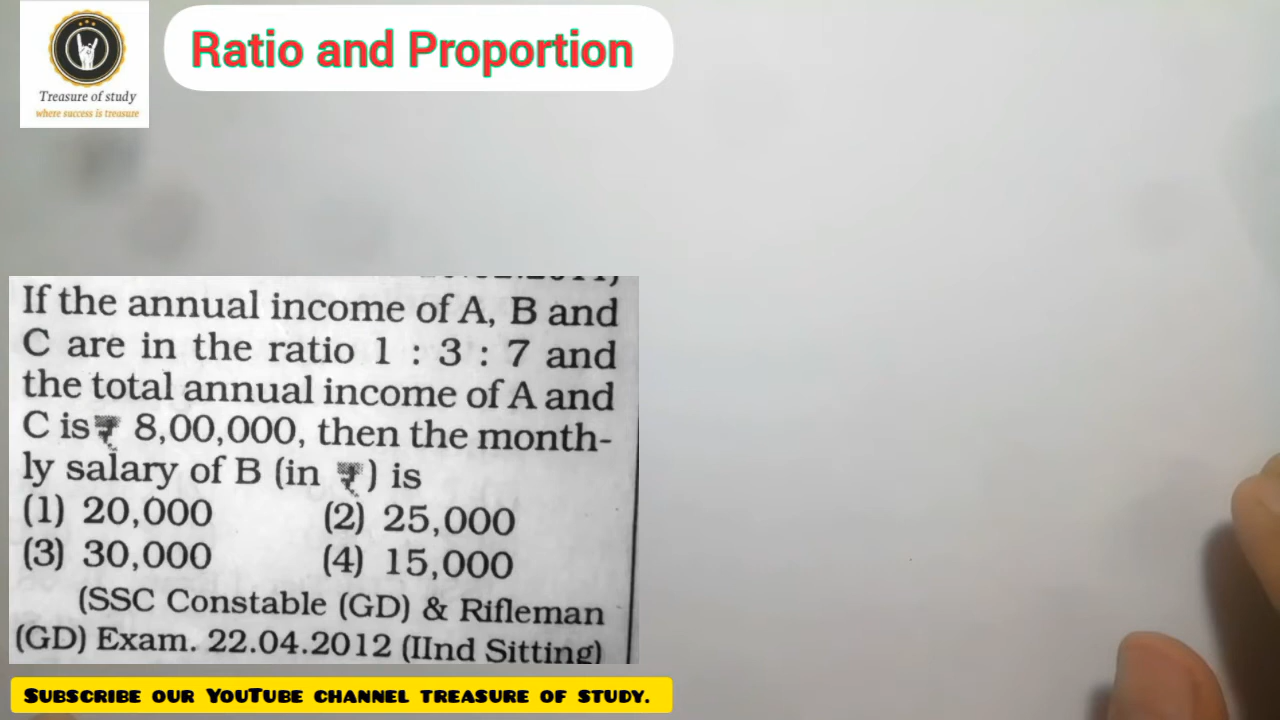 Ratio and Proportion
Treasure of study
where success is treasure
If the annual income of A, B and
C are in the ratio 1 : 3 : 7 and
the total annual income of A and
C is ₹ 8,00,000, then the month-
ly salary of B (in ₹) is
(1) 20,000 (2) 25,000
(3) 30,000 (4) 15,000
(SSC Constable (GD) & Rifleman
(GD) Exam. 22.04.2012 (IInd Sitting)
Subscribe our YouTube channel treasure of study.